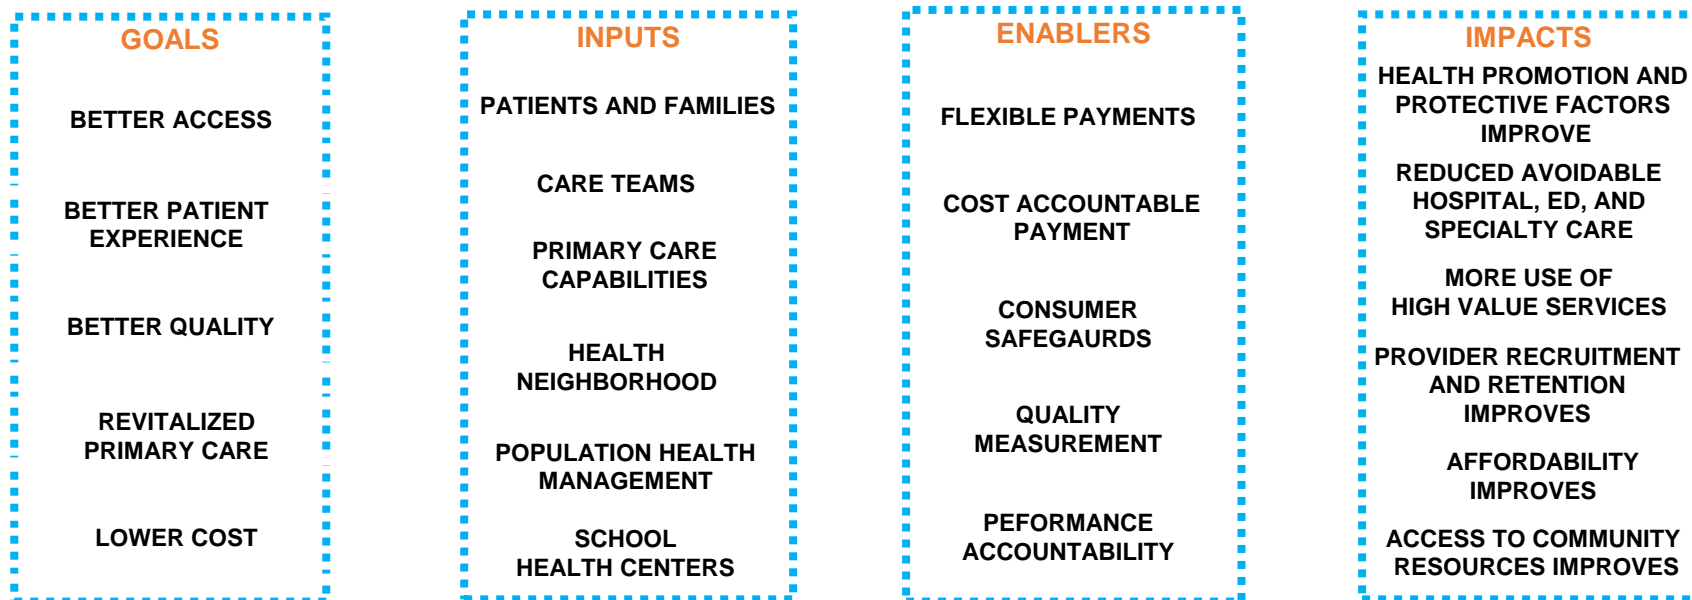 GOALS
BETTER ACCESS
BETTER PATIENT
EXPERIENCE
BETTER QUALITY
REVITALIZED
PRIMARY CARE
LOWER COST
INPUTS
PATIENTS AND FAMILIES
CARE TEAMS
PRIMARY CARE
CAPABILITIES
HEALTH
NEIGHBORHOOD
POPULATION HEALTH
MANAGEMENT
SCHOOL
HEALTH CENTERS
ENABLERS
FLEXIBLE PAYMENTS
COST ACCOUNTABLE
PAYMENT
CONSUMER
SAFEGAURDS
QUALITY
MEASUREMENT
PEFORMANCE
ACCOUNTABILITY
IMPACTS
HEALTH PROMOTION AND
PROTECTIVE FACTORS
IMPROVE
REDUCED AVOIDABLE
HOSPITAL, ED, AND
SPECIALTY CARE
MORE USE OF
HIGH VALUE SERVICES
PROVIDER RECRUITMENT
AND RETENTION
IMPROVES
AFFORDABILITY
IMPROVES
ACCESS TO COMMUNITY
RESOURCES IMPROVES